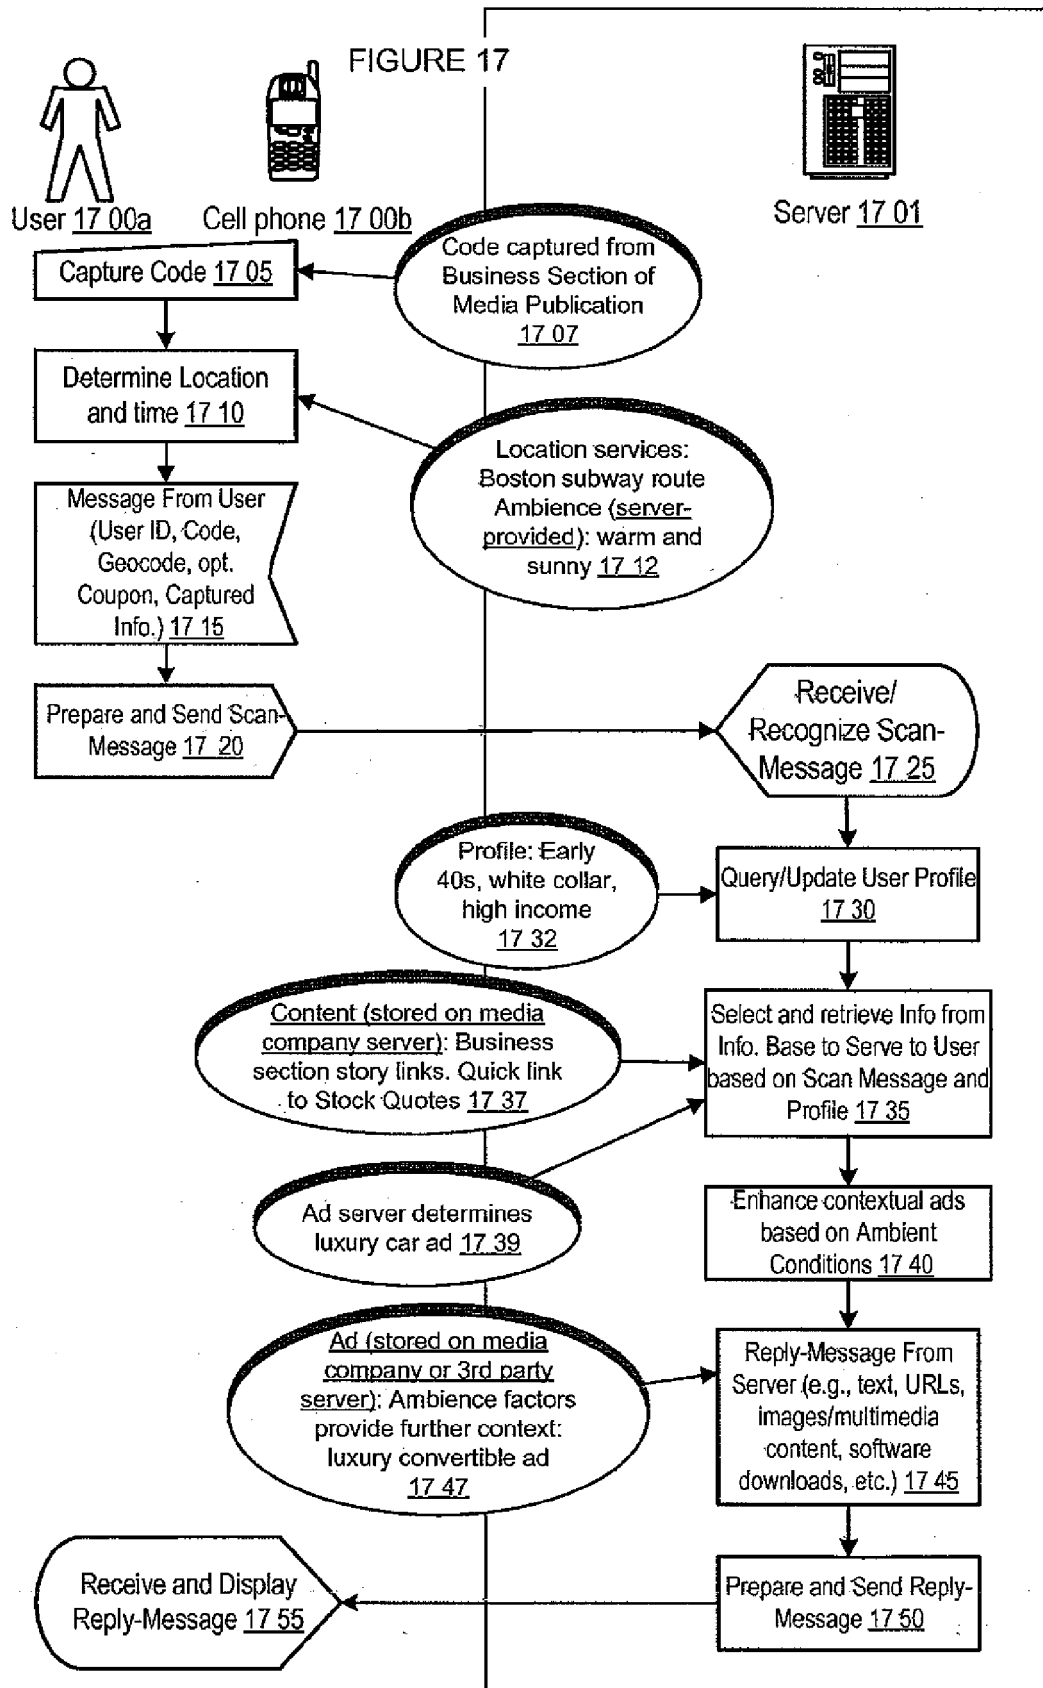 FIGURE 17
User 17 00a
Cell phone 17 00b
Server 17 01
Capture Code 17 05
Code captured from
Business Section of
Media Publication
17 07
Determine Location
and time 17 10
Location services:
Boston subway route
Ambience (server-
provided): warm and
sunny 17 12
Message From User
(User ID, Code,
Geocode, opt.
Coupon, Captured
Info.) 17 15
Prepare and Send Scan-
Message 17 20
Receive/
Recognize Scan-
Message 17 25
Profile: Early
40s, white collar,
high income
17 32
Query/Update User Profile
17 30
Content (stored on media
company server): Business
section story links. Quick link
to Stock Quotes 17 37
Select and retrieve Info from
Info. Base to Serve to User
based on Scan Message and
Profile 17 35
Ad server determines
luxury car ad 17 39
Enhance contextual ads
based on Ambient
Conditions 17 40
Ad (stored on media
company or 3rd party
server): Ambience factors
provide further context:
luxury convertible ad
17 47
Reply-Message From
Server (e.g., text, URLs,
images/multimedia
content, software
downloads, etc.) 17 45
Receive and Display
Reply-Message 17 55
Prepare and Send Reply-
Message 17 50